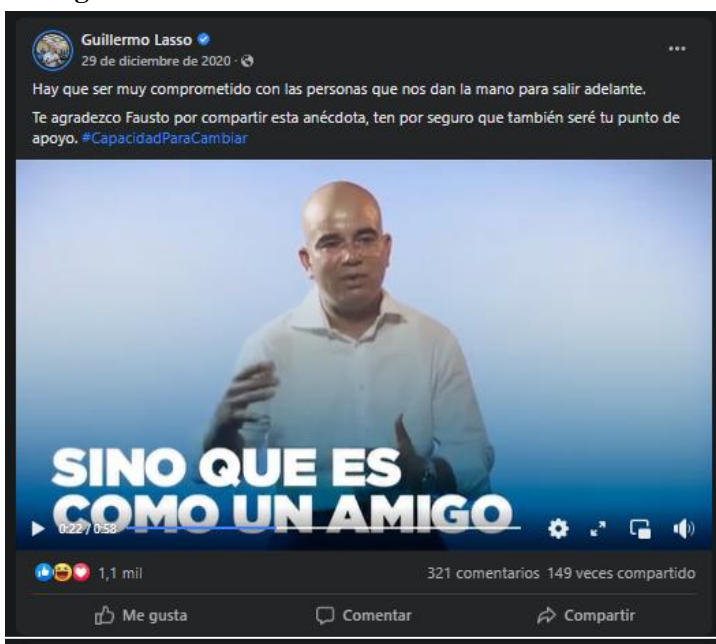 Guillermo Lasso
29 de diciembre de 2020 ·
Hay que ser muy comprometido con las personas que nos dan la mano para salir adelante.
Te agradezco Fausto por compartir esta anécdota, ten por seguro que también seré tu punto de
apoyo. #CapacidadParaCambiar
SINO QUE ES
COMO UN AMIGO
0:22 / 0:58
1,1 mil
321 comentarios 149 veces compartido
Me gusta
Comentar
Compartir